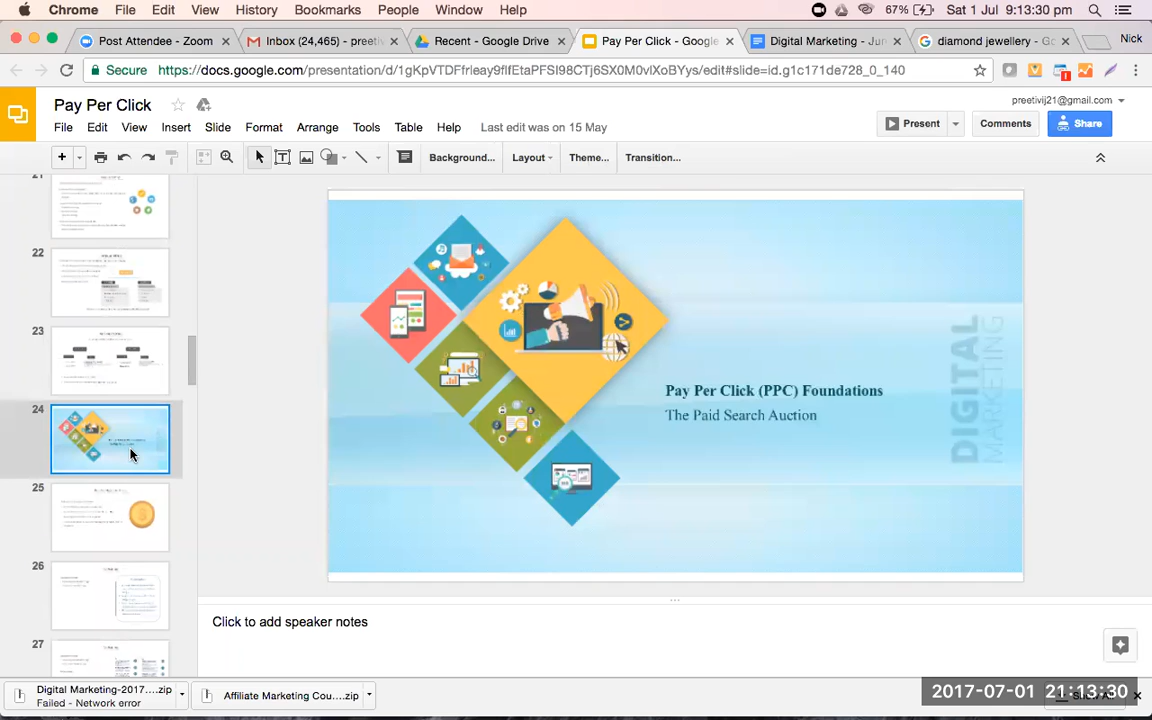 Chrome File Edit View History Bookmarks People Window Help 67% Sat 1 Jul 9:13:30 pm
Post Attendee - Zoom Inbox (24,465) - preetiv Recent - Google Drive Pay Per Click - Google Digital Marketing - Jun diamond jewellery - Go Nick
Secure https://docs.google.com/presentation/d/1gKpVTDFfrleay9flfEtaPFSI98CTj6SX0M0vlXoBYys/edit#slide=id.g1c171de728_0_140
Pay Per Click
preetivij21@gmail.com
File Edit View Insert Slide Format Arrange Tools Table Help Last edit was on 15 May
Present Comments Share
Background... Layout Theme... Transition...
21
22
23
24
25
26
27
Pay Per Click (PPC) Foundations
The Paid Search Auction
DIGITAL
MARKETING
Click to add speaker notes
Digital Marketing-2017....zip
Failed - Network error
Affiliate Marketing Cou....zip
2017-07-01 21:13:30